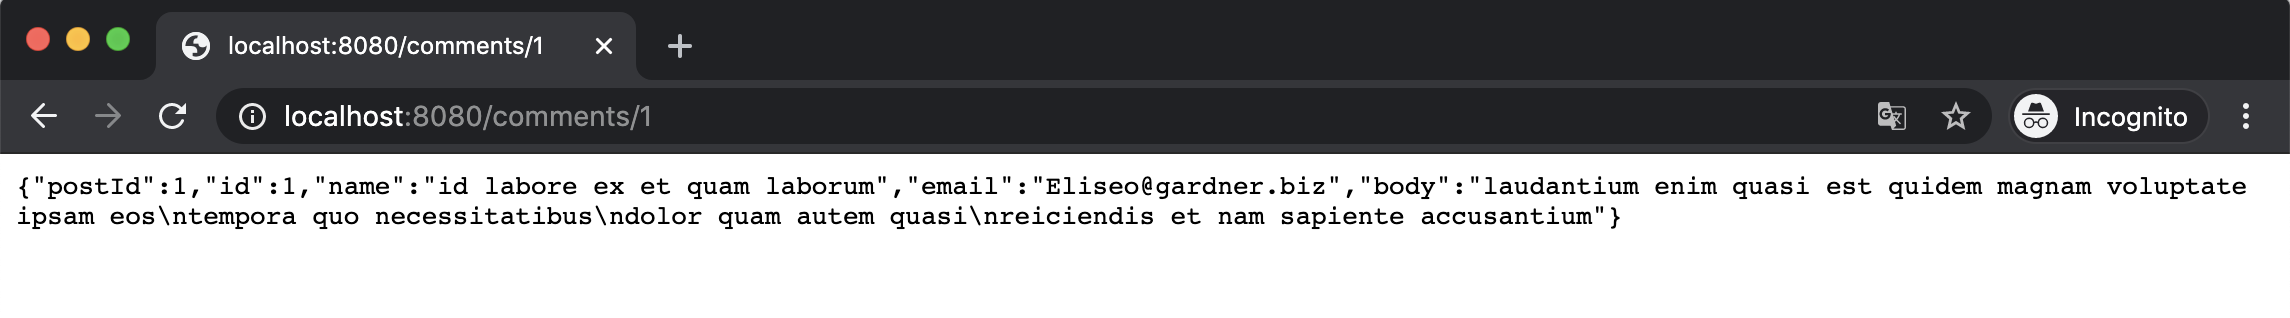 localhost:8080/comments/1
localhost:8080/comments/1
Incognito
{"postId":1,"id":1,"name":"id labore ex et quam laborum","email":"Eliseo@gardner.biz","body":"laudantium enim quasi est quidem magnam voluptate
ipsam eos\ntempora quo necessitatibus\ndolor quam autem quasi\nreiciendis et nam sapiente accusantium"}